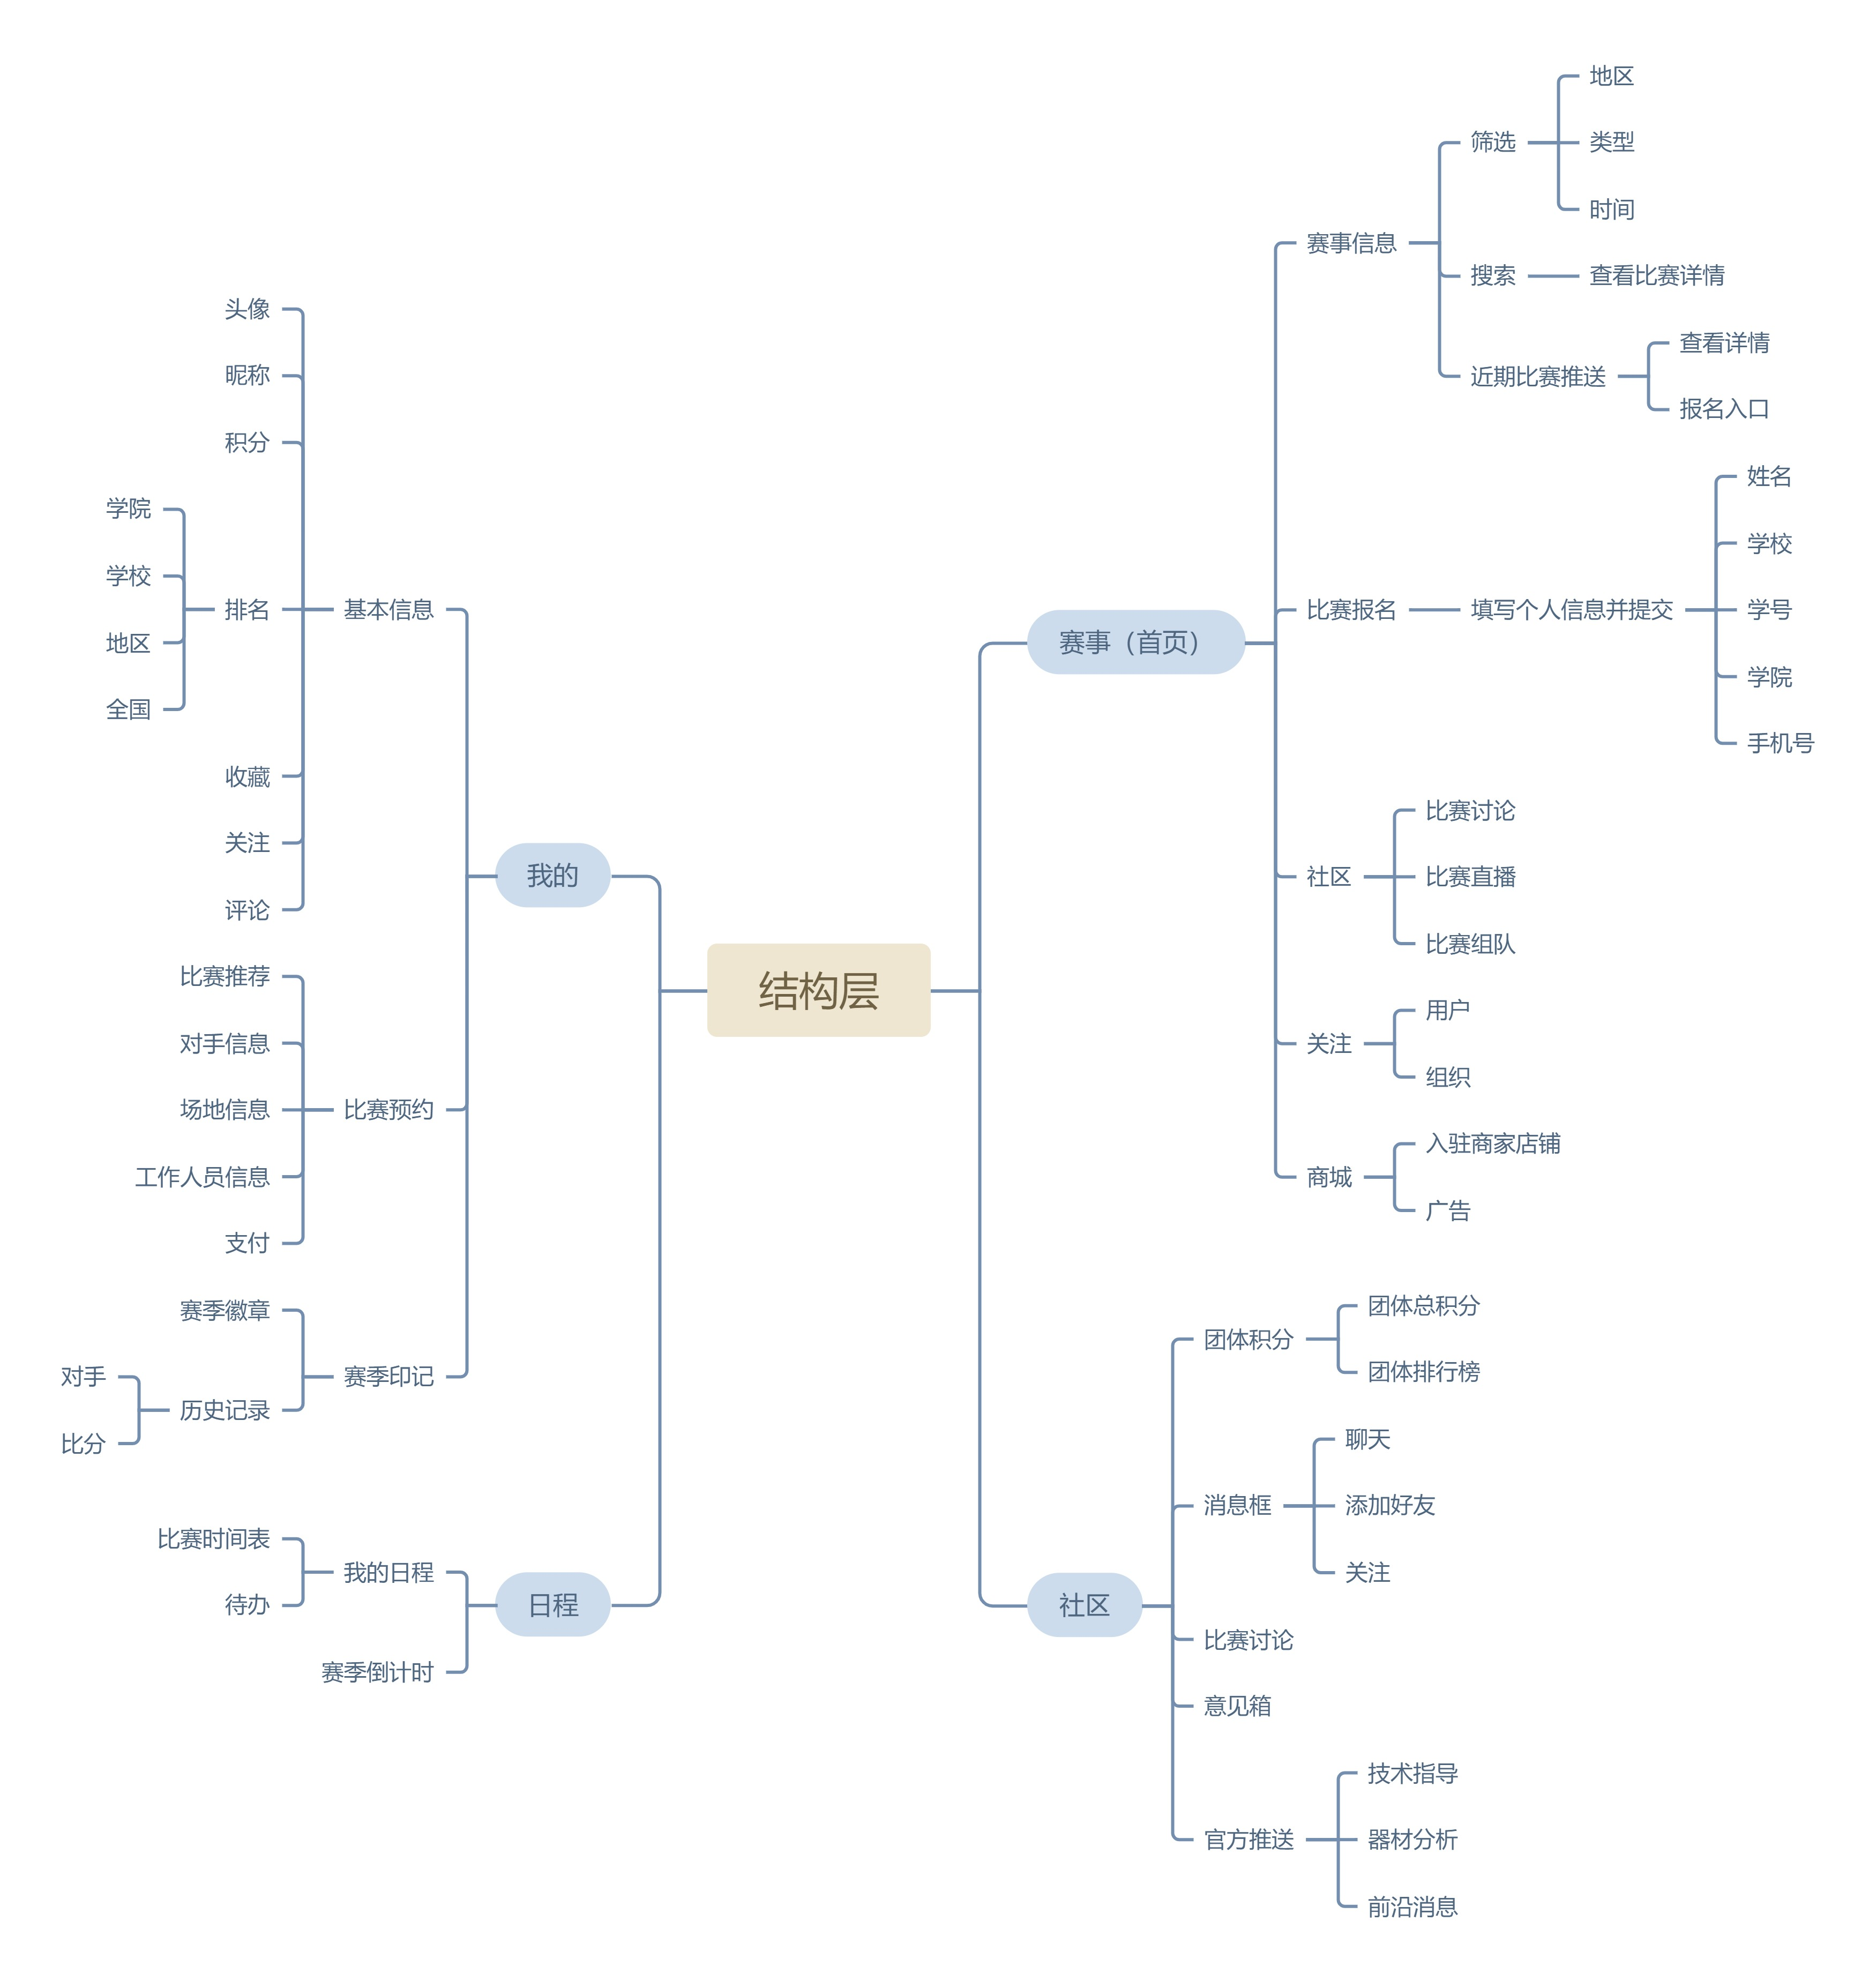 结构层
赛事（首页）
赛事信息
筛选
地区
类型
时间
搜索
查看比赛详情
近期比赛推送
查看详情
报名入口
比赛报名
填写个人信息并提交
姓名
学校
学号
学院
手机号
社区
比赛讨论
比赛直播
比赛组队
关注
用户
组织
商城
入驻商家店铺
广告
社区
团体积分
团体总积分
团体排行榜
消息框
聊天
添加好友
关注
比赛讨论
意见箱
官方推送
技术指导
器材分析
前沿消息
我的
基本信息
头像
昵称
积分
排名
学院
学校
地区
全国
收藏
关注
评论
比赛预约
比赛推荐
对手信息
场地信息
工作人员信息
支付
赛季印记
赛季徽章
历史记录
对手
比分
日程
我的日程
比赛时间表
待办
赛季倒计时